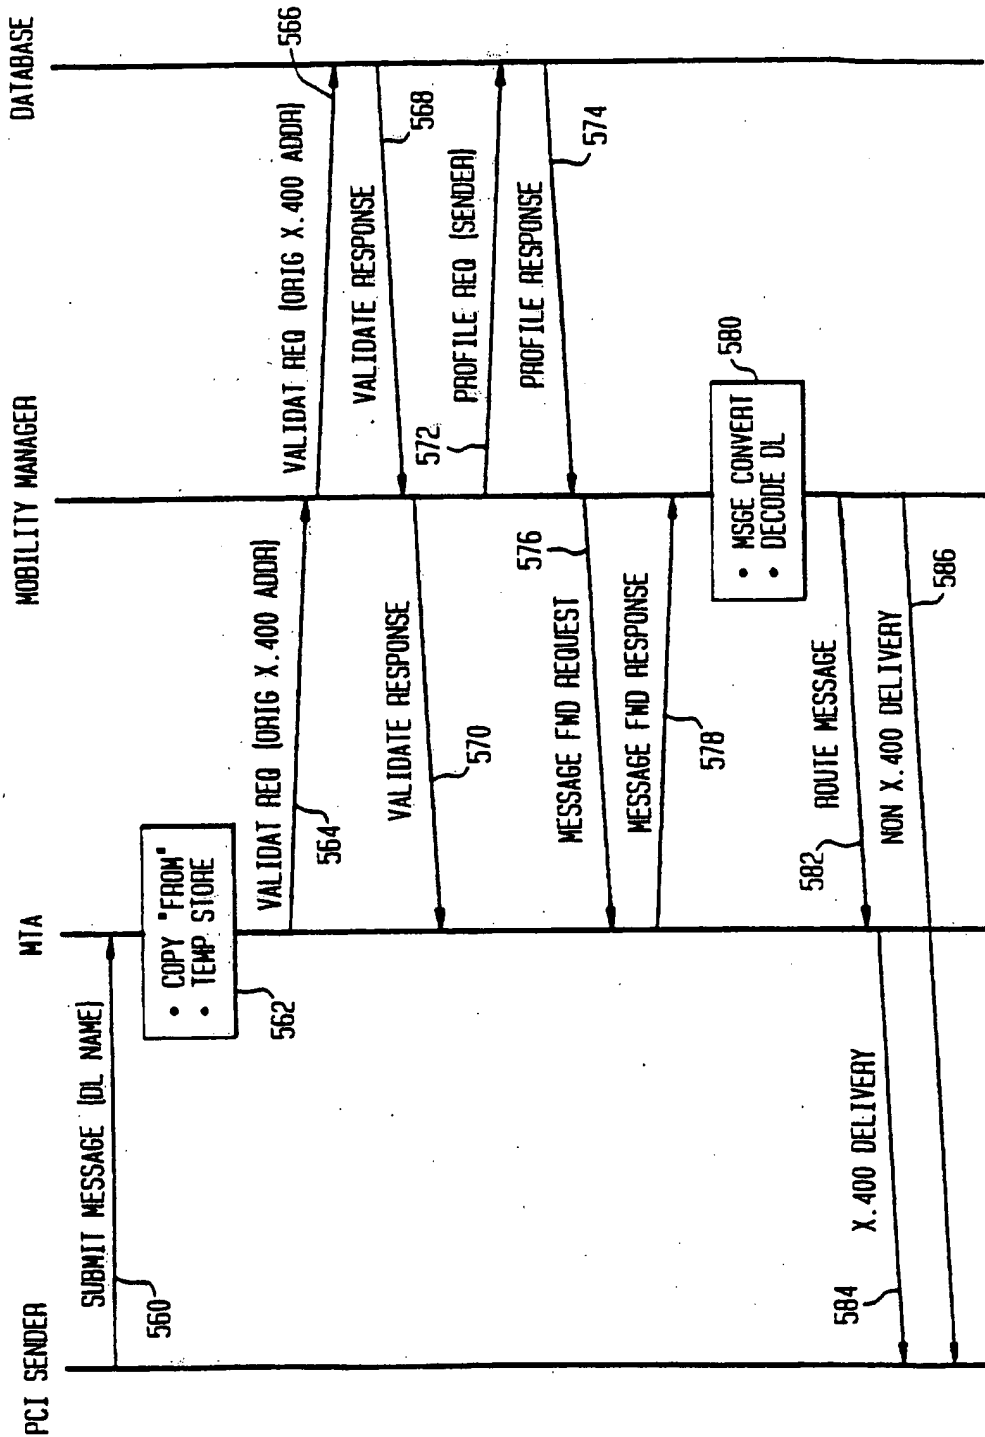 PCI SENDER
MTA
MOBILITY MANAGER
DATABASE
SUBMIT MESSAGE (DL NAME)
560
• COPY "FROM"
• TEMP STORE
562
VALIDAT REQ (ORIG X.400 ADDR)
564
VALIDAT REQ (ORIG X.400 ADDR)
566
VALIDATE RESPONSE
568
VALIDATE RESPONSE
570
PROFILE REQ (SENDER)
572
PROFILE RESPONSE
574
MESSAGE FWD REQUEST
576
MESSAGE FWD RESPONSE
578
• MSGE CONVERT
• DECODE DL
580
ROUTE MESSAGE
582
X.400 DELIVERY
584
NON X.400 DELIVERY
586